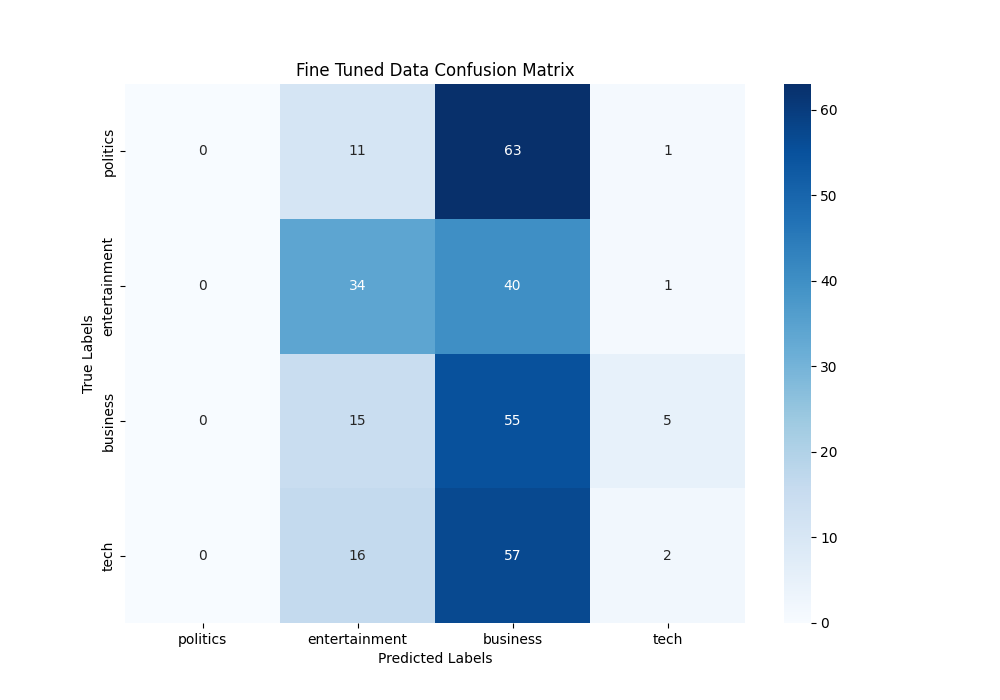 Fine Tuned Data Confusion Matrix
True Labels
politics
0 11 63 1
entertainment
0 34 40 1
business
0 15 55 5
tech
0 16 57 2
politics entertainment business tech
Predicted Labels
60
50
40
30
20
10
0